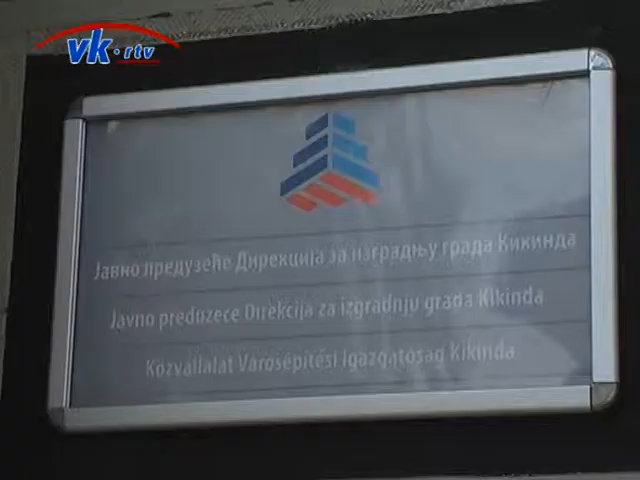 vk.rtv
Јавно предузеће Дирекција за изградњу града Кикинда
Javno preduzece Direkcija za izgradnju grada Kikinda
Közvállalat Városépitési Igazgatóság Kikinda